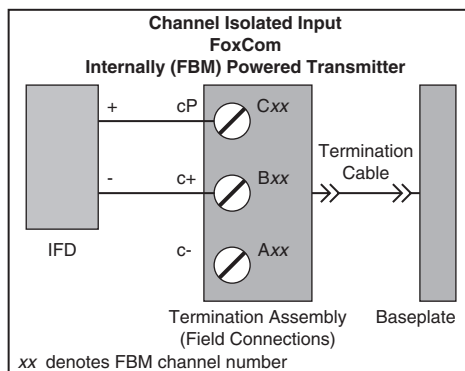 Channel Isolated Input
FoxCom
Internally (FBM) Powered Transmitter
+ cP Cxx
Termination
Cable
- c+ Bxx
c- Axx
IFD
Termination Assembly
(Field Connections)
Baseplate
xx denotes FBM channel number